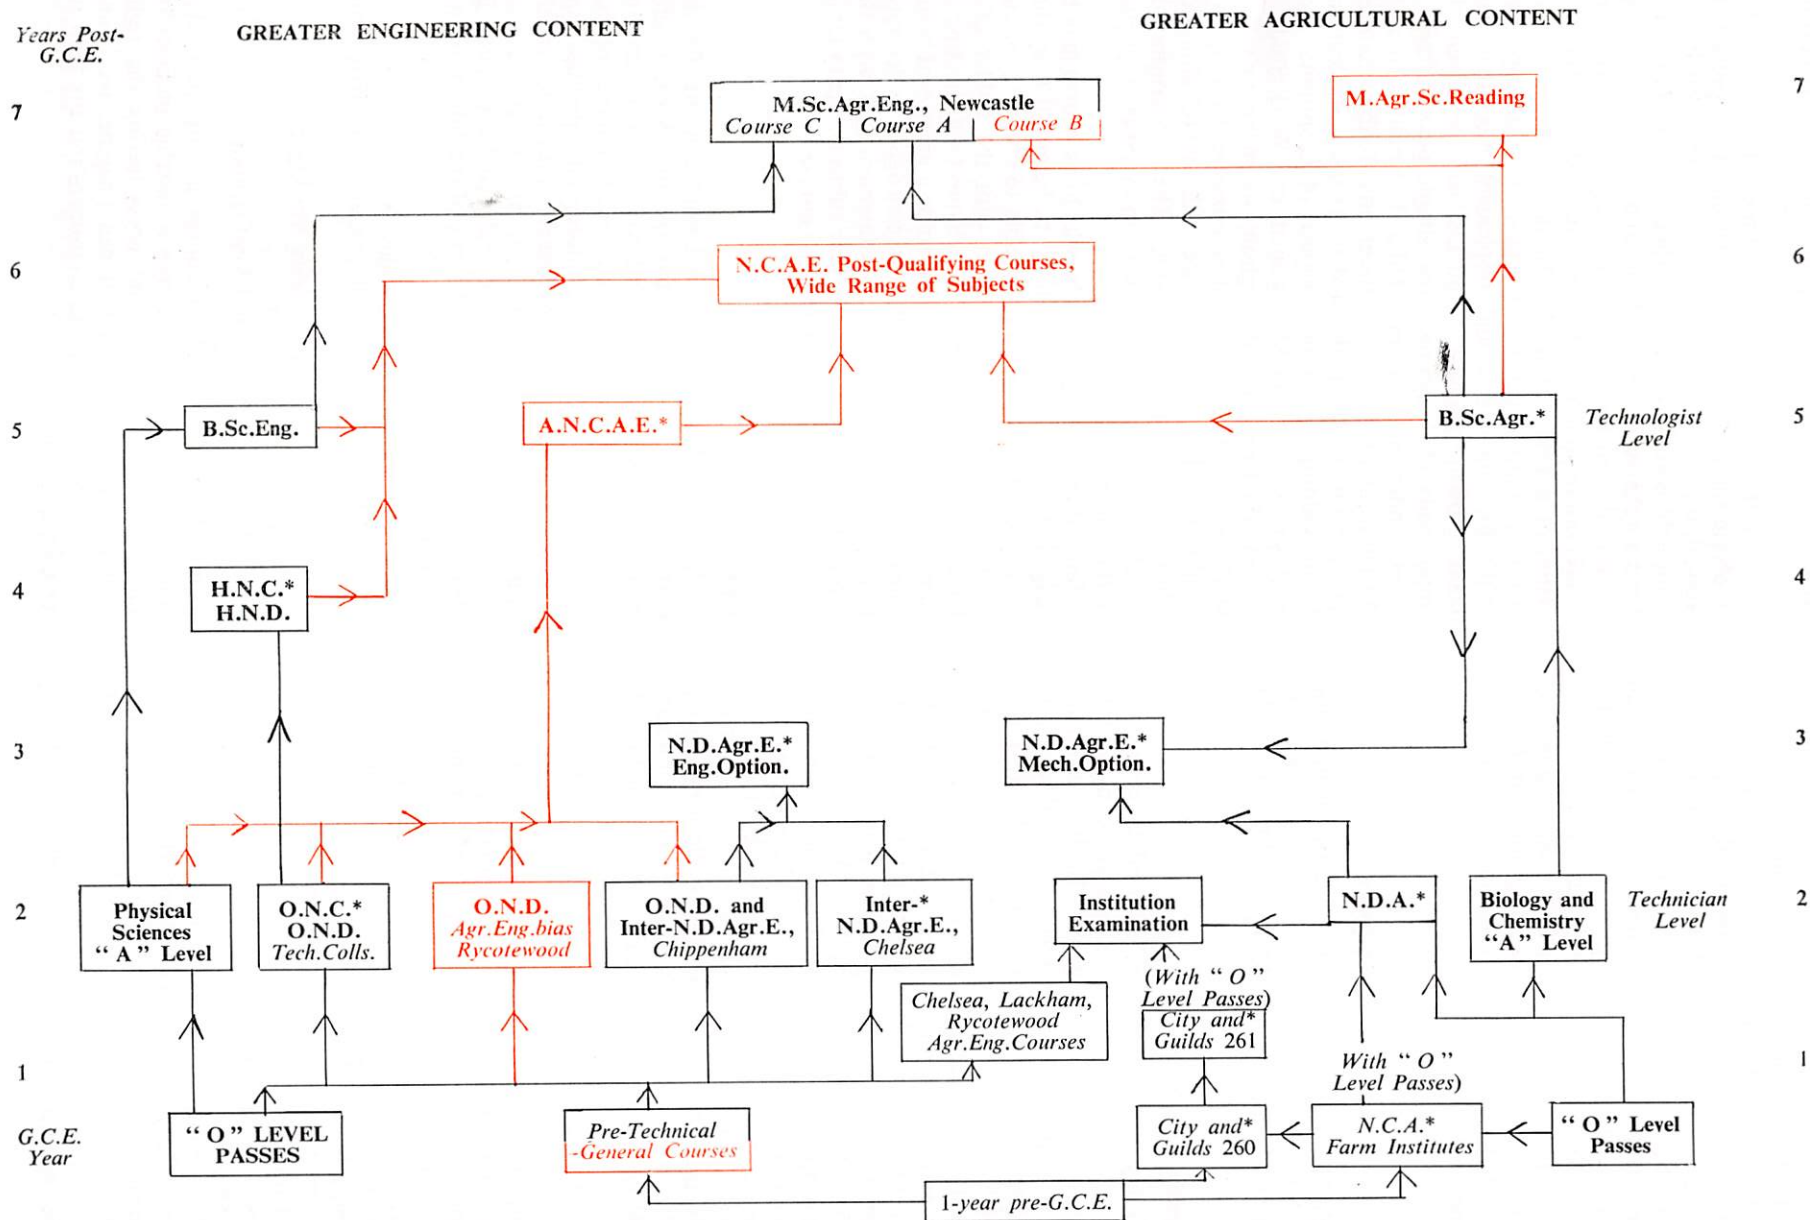 Years Post-
G.C.E.
GREATER ENGINEERING CONTENT
GREATER AGRICULTURAL CONTENT
7
M.Sc.Agr.Eng., Newcastle
Course C | Course A | Course B
M.Agr.Sc.Reading
7
6
N.C.A.E. Post-Qualifying Courses,
Wide Range of Subjects
6
5
B.Sc.Eng.
A.N.C.A.E.*
B.Sc.Agr.*
Technologist
Level
5
4
H.N.C.*
H.N.D.
4
3
N.D.Agr.E.*
Eng.Option.
N.D.Agr.E.*
Mech.Option.
3
2
Physical
Sciences
“ A ” Level
O.N.C.*
O.N.D.
Tech.Colls.
O.N.D.
Agr.Eng.bias
Rycotewood
O.N.D. and
Inter-N.D.Agr.E.,
Chippenham
Inter-*
N.D.Agr.E.,
Chelsea
Institution
Examination
N.D.A.*
Biology and
Chemistry
“A ” Level
Technician
Level
2
(With “ O ”
Level Passes)
Chelsea, Lackham,
Rycotewood
Agr.Eng.Courses
City and*
Guilds 261
1
With “ O ”
Level Passes)
1
G.C.E.
Year
“ O ” LEVEL
PASSES
Pre-Technical
-General Courses
City and*
Guilds 260
N.C.A.*
Farm Institutes
“ O ” Level
Passes
1-year pre-G.C.E.